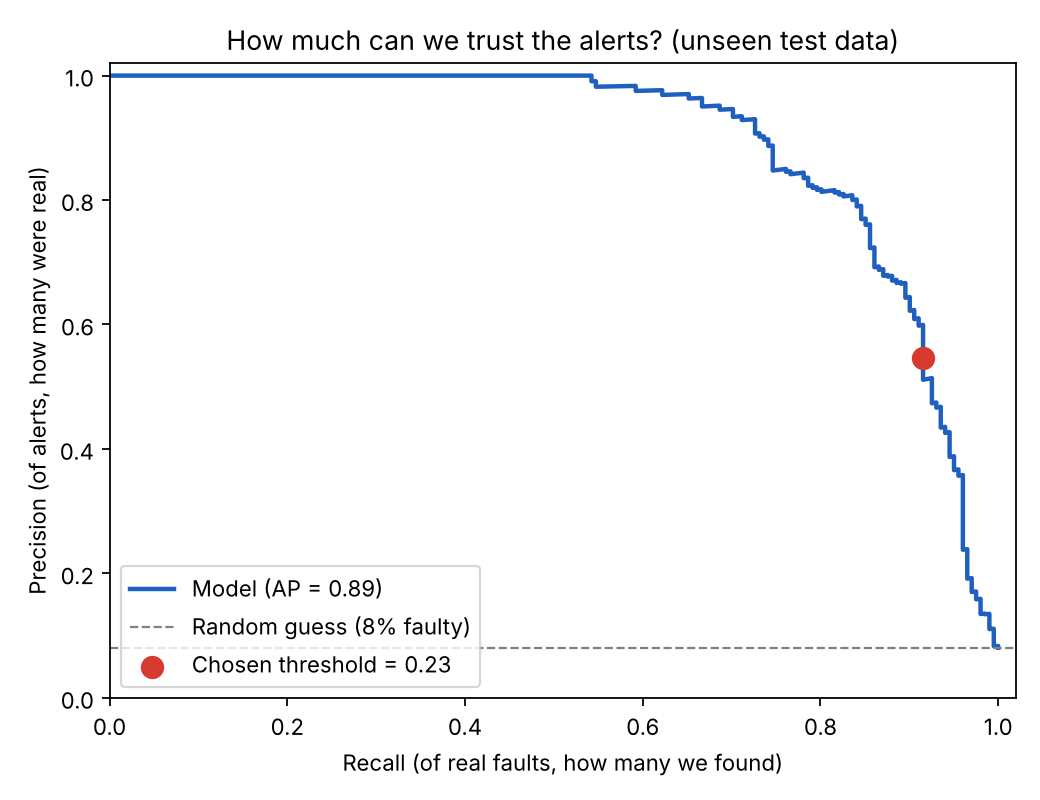 How much can we trust the alerts? (unseen test data)
Precision (of alerts, how many were real)
1.0
0.8
0.6
0.4
0.2
0.0
Model (AP = 0.89)
Random guess (8% faulty)
Chosen threshold = 0.23
0.0 0.2 0.4 0.6 0.8 1.0
Recall (of real faults, how many we found)